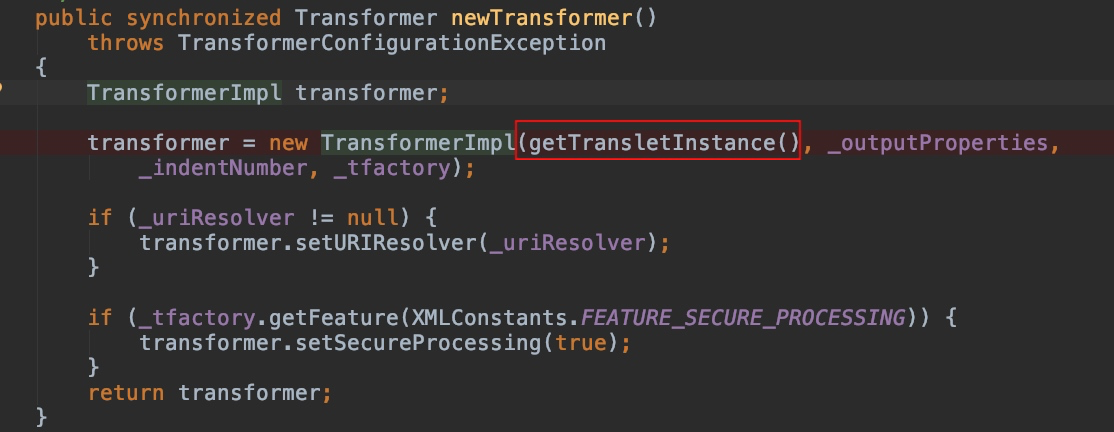 public synchronized Transformer newTransformer()
    throws TransformerConfigurationException
{
    TransformerImpl transformer;

    transformer = new TransformerImpl(getTransletInstance(), _outputProperties,
        _indentNumber, _tfactory);

    if (_uriResolver != null) {
        transformer.setURIResolver(_uriResolver);
    }

    if (_tfactory.getFeature(XMLConstants.FEATURE_SECURE_PROCESSING)) {
        transformer.setSecureProcessing(true);
    }
    return transformer;
}